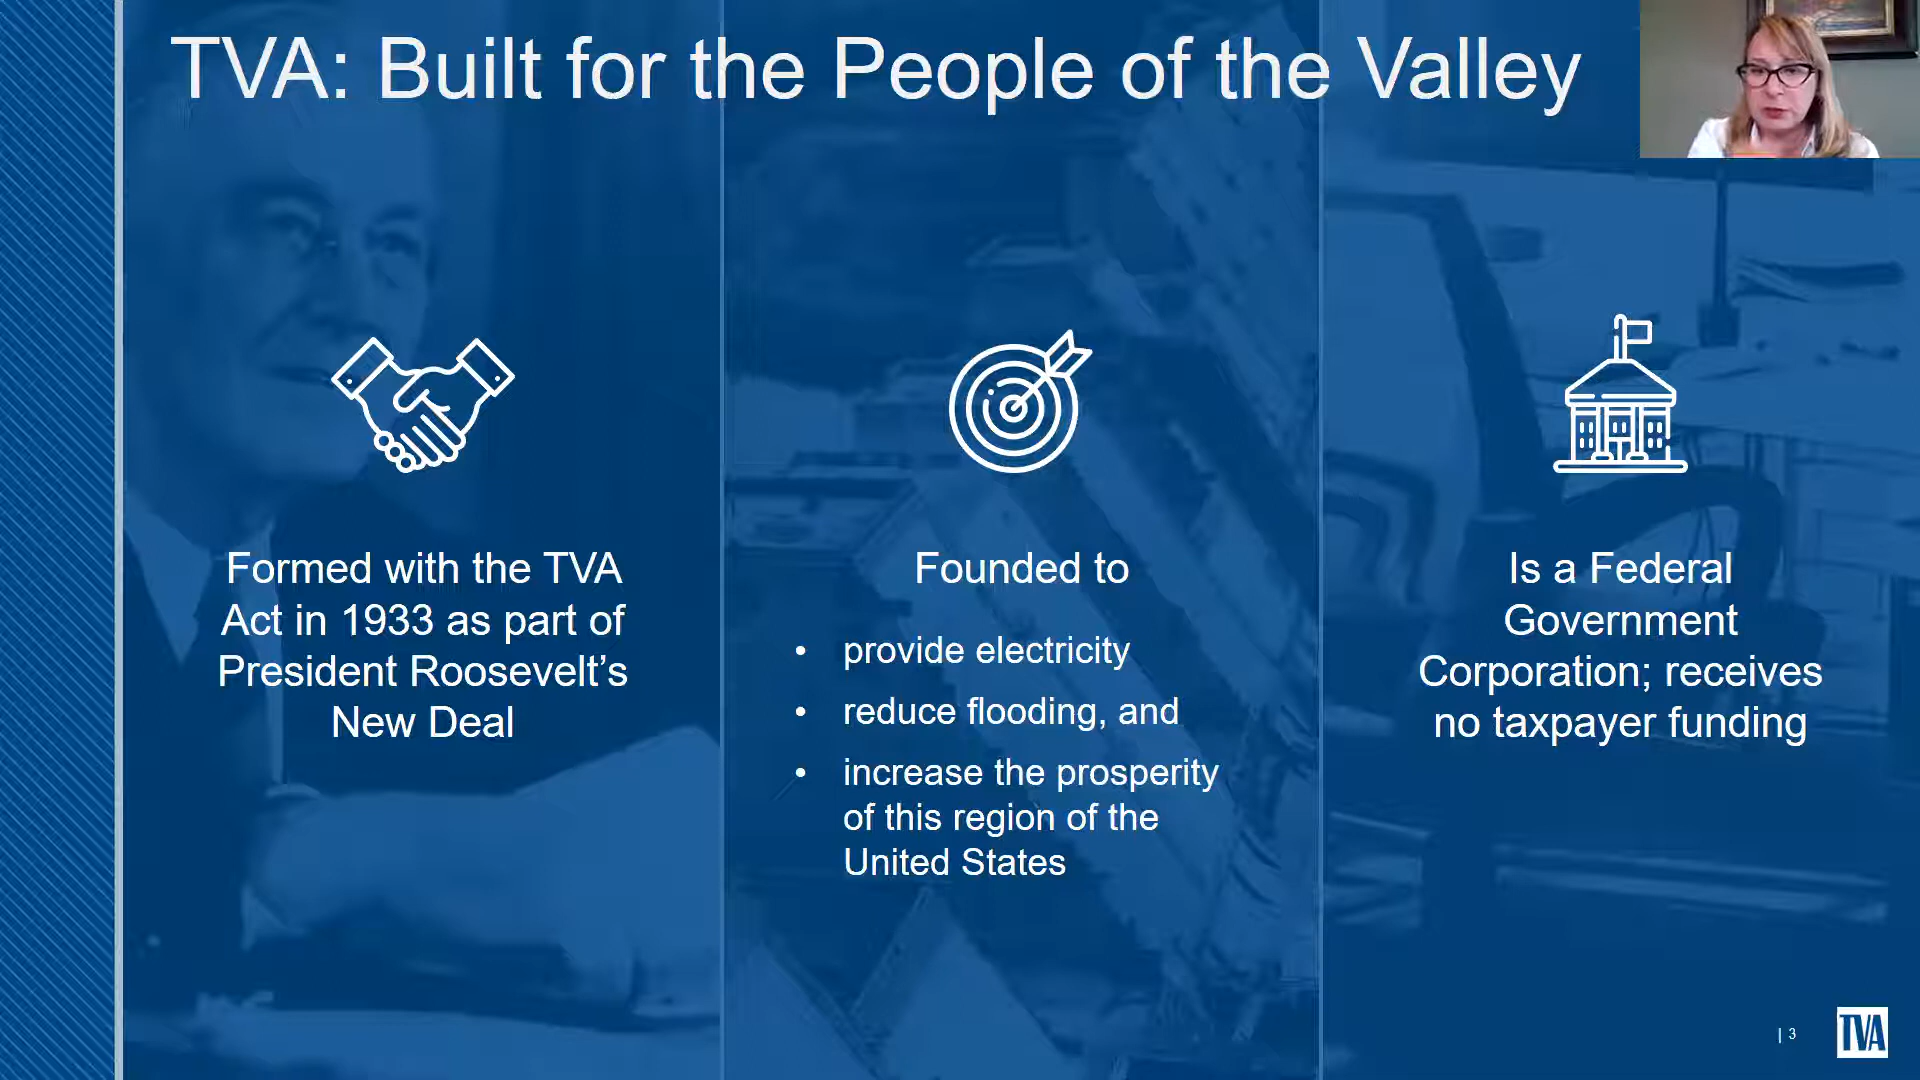 TVA: Built for the People of the Valley
Formed with the TVA
Act in 1933 as part of
President Roosevelt’s
New Deal
Founded to
• provide electricity
• reduce flooding, and
• increase the prosperity
of this region of the
United States
Is a Federal
Government
Corporation; receives
no taxpayer funding
| 3
TVA